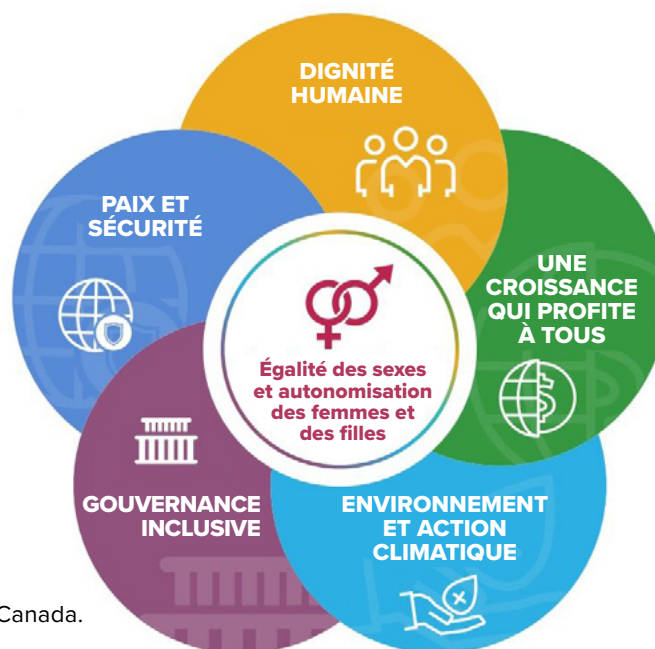 DIGNITÉ
HUMAINE
PAIX ET
SÉCURITÉ
UNE
CROISSANCE
QUI PROFITE
À TOUS
Égalité des sexes
et autonomisation
des femmes et
des filles
GOUVERNANCE
INCLUSIVE
ENVIRONNEMENT
ET ACTION
CLIMATIQUE
Canada.